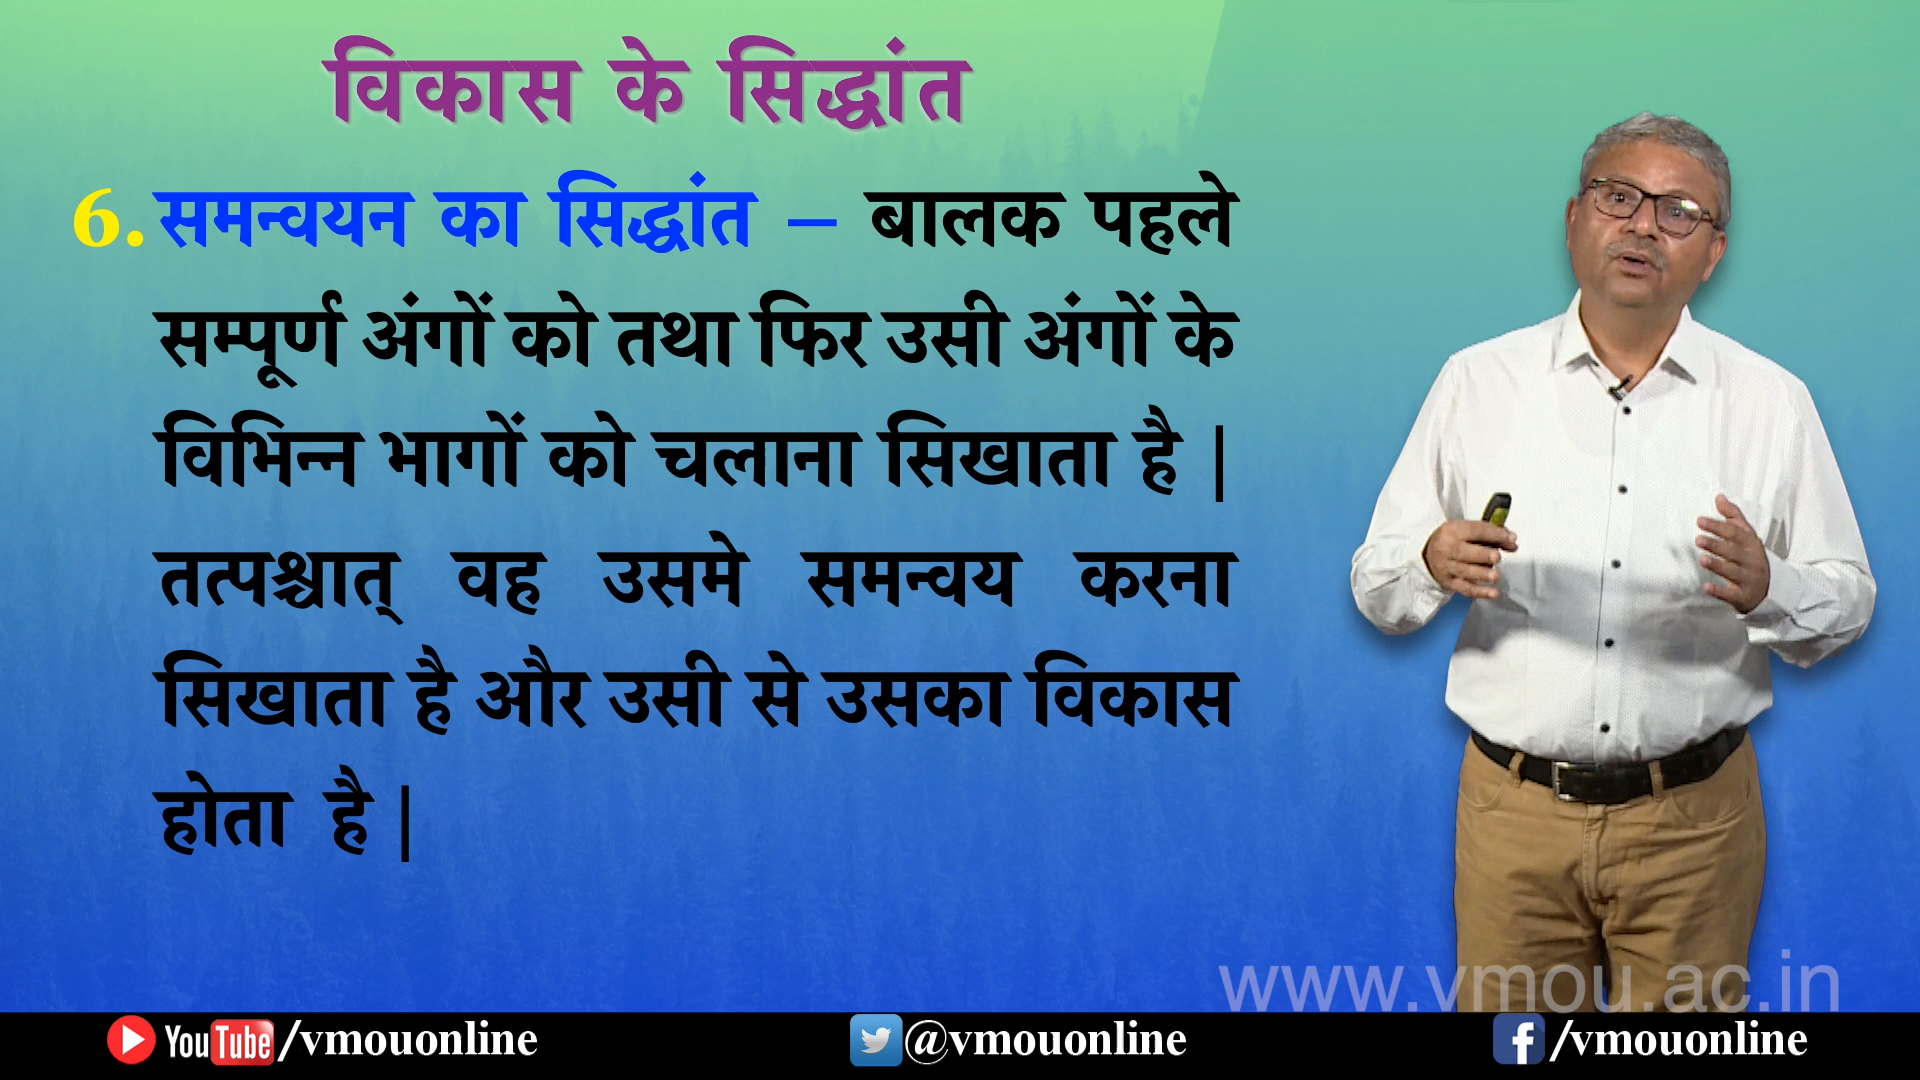 विकास के सिद्धांत
6. समन्वयन का सिद्धांत – बालक पहले
सम्पूर्ण अंगों को तथा फिर उसी अंगों के
विभिन्न भागों को चलाना सिखाता है |
तत्पश्चात् वह उसमे समन्वय करना
सिखाता है और उसी से उसका विकास
होता है |
www.vmou.ac.in
YouTube /vmouonline
@vmouonline
f /vmouonline